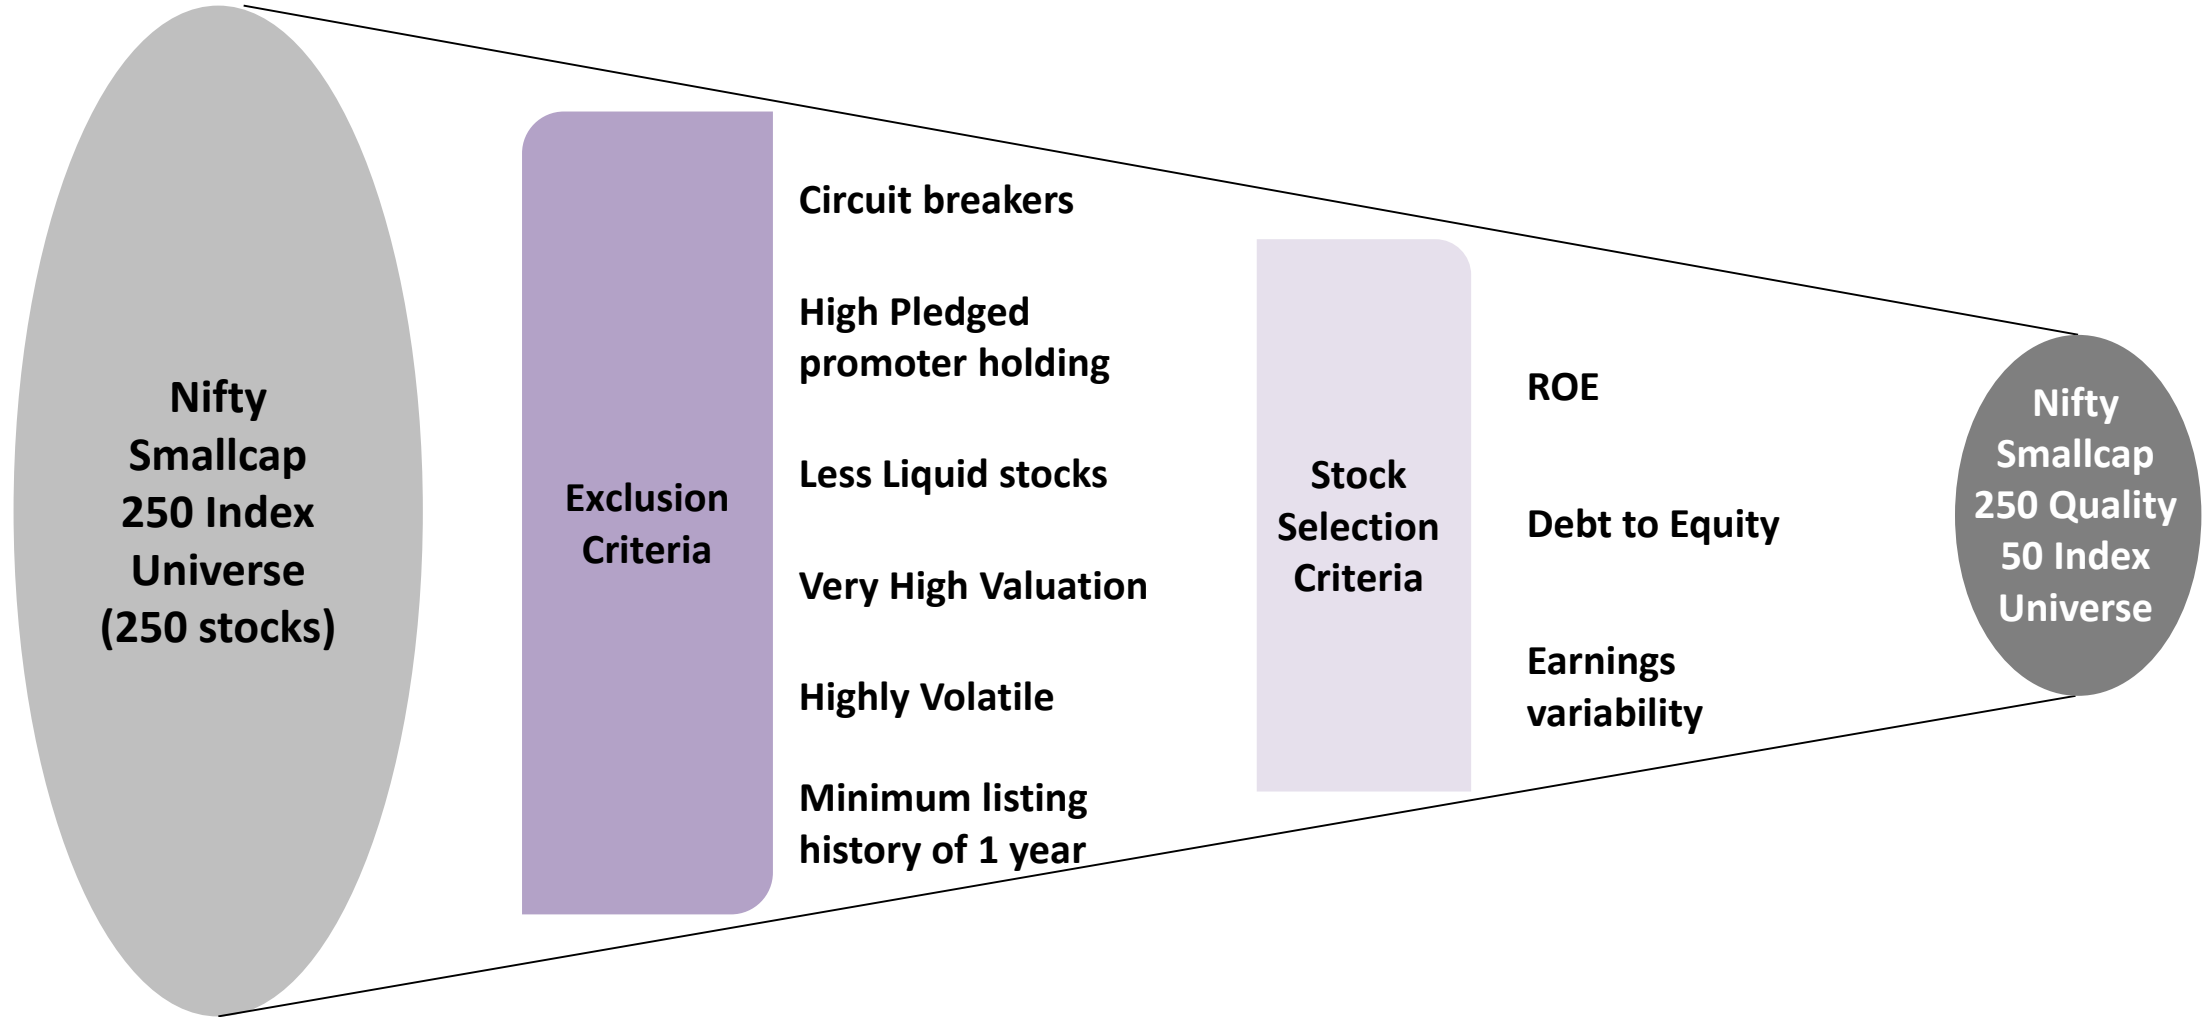 Nifty
Smallcap
250 Index
Universe
(250 stocks)
Exclusion
Criteria
Circuit breakers
High Pledged
promoter holding
Less Liquid stocks
Very High Valuation
Highly Volatile
Minimum listing
history of 1 year
Stock
Selection
Criteria
ROE
Debt to Equity
Earnings
variability
Nifty
Smallcap
250 Quality
50 Index
Universe